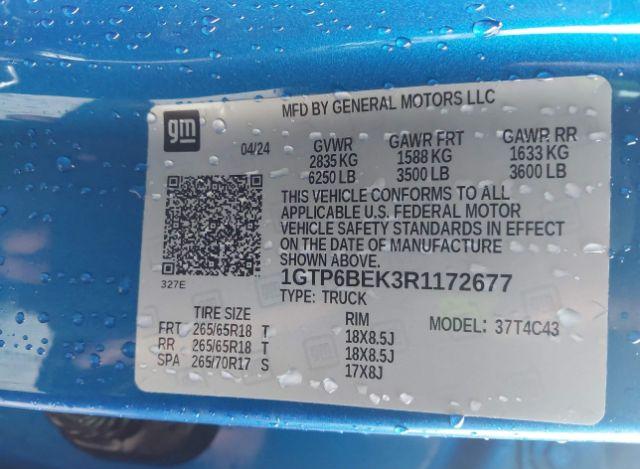 MFD BY GENERAL MOTORS LLC
gm
04/24
GVWR GAWR FRT GAWR RR
2835 KG 1588 KG 1633 KG
6250 LB 3500 LB 3600 LB
THIS VEHICLE CONFORMS TO ALL
APPLICABLE U.S. FEDERAL MOTOR
VEHICLE SAFETY STANDARDS IN EFFECT
ON THE DATE OF MANUFACTURE
SHOWN ABOVE.
327E
1GTP6BEK3R1172677
TYPE: TRUCK
TIRE SIZE RIM MODEL: 37T4C43
FRT 265/65R18 T 18X8.5J
RR 265/65R18 T 18X8.5J
SPA 265/70R17 S 17X8J